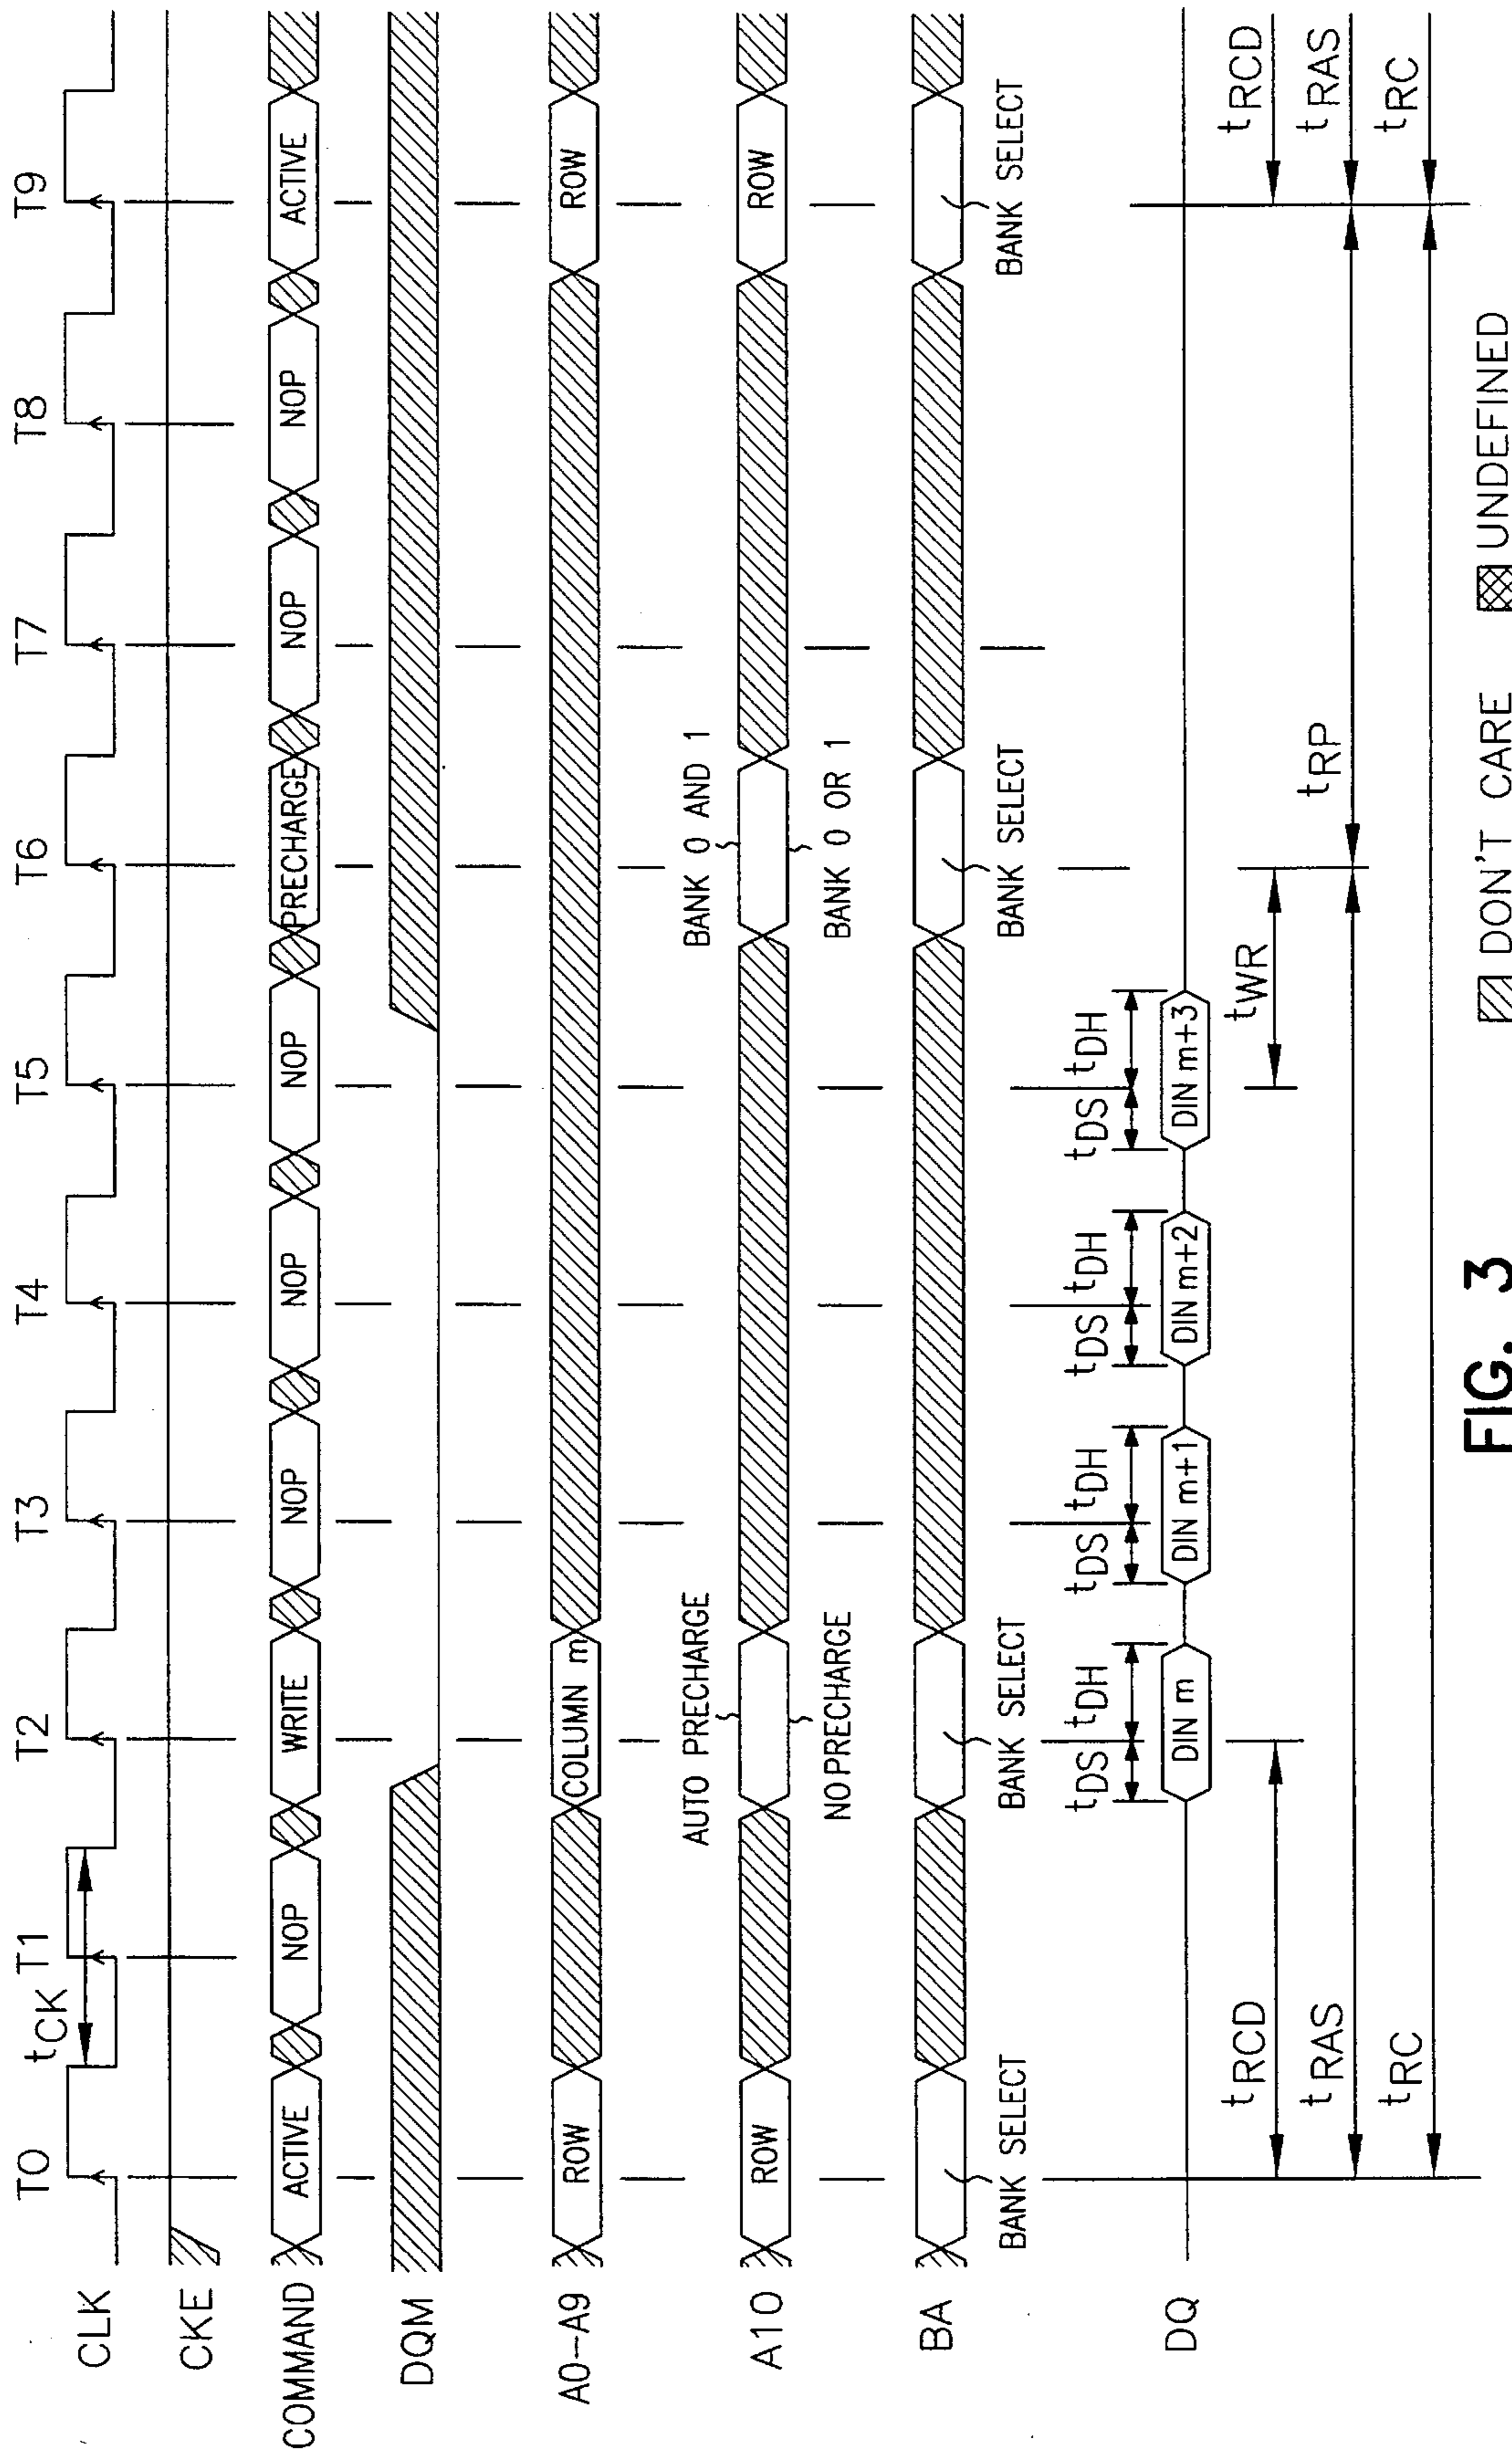 T0 T1 T2 T3 T4 T5 T6 T7 T8 T9
tCK
CLK
CKE
COMMAND ACTIVE NOP WRITE NOP NOP NOP PRECHARGE NOP NOP ACTIVE
DQM
A0-A9 ROW COLUMN m ROW
AUTO PRECHARGE BANK 0 AND 1
A10 ROW ROW
NO PRECHARGE BANK 0 OR 1
BA
BANK SELECT BANK SELECT BANK SELECT BANK SELECT
tDS tDH tDS tDH tDS tDH tDS tDH
DQ DIN m DIN m+1 DIN m+2 DIN m+3
tRCD tWR tRCD
tRAS tRP tRAS
tRC tRC
DON'T CARE UNDEFINED
FIG. 3